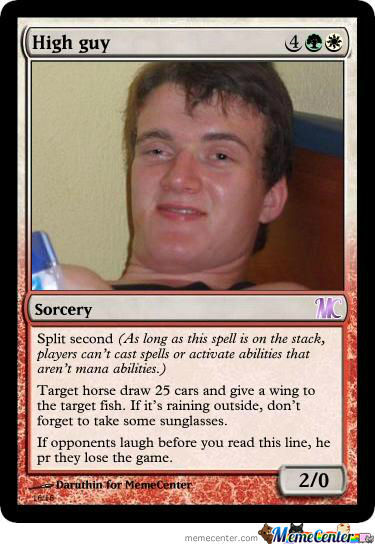 High guy 4
Sorcery MC
Split second (As long as this spell is on the stack,
players can't cast spells or activate abilities that
aren't mana abilities.)
Target horse draw 25 cars and give a wing to
the target fish. If it's raining outside, don't
forget to take some sunglasses.
If opponents laugh before you read this line, he
pr they lose the game.
2/0
Daruthin for MemeCenter
16/16
memecenter.com MemeCenter